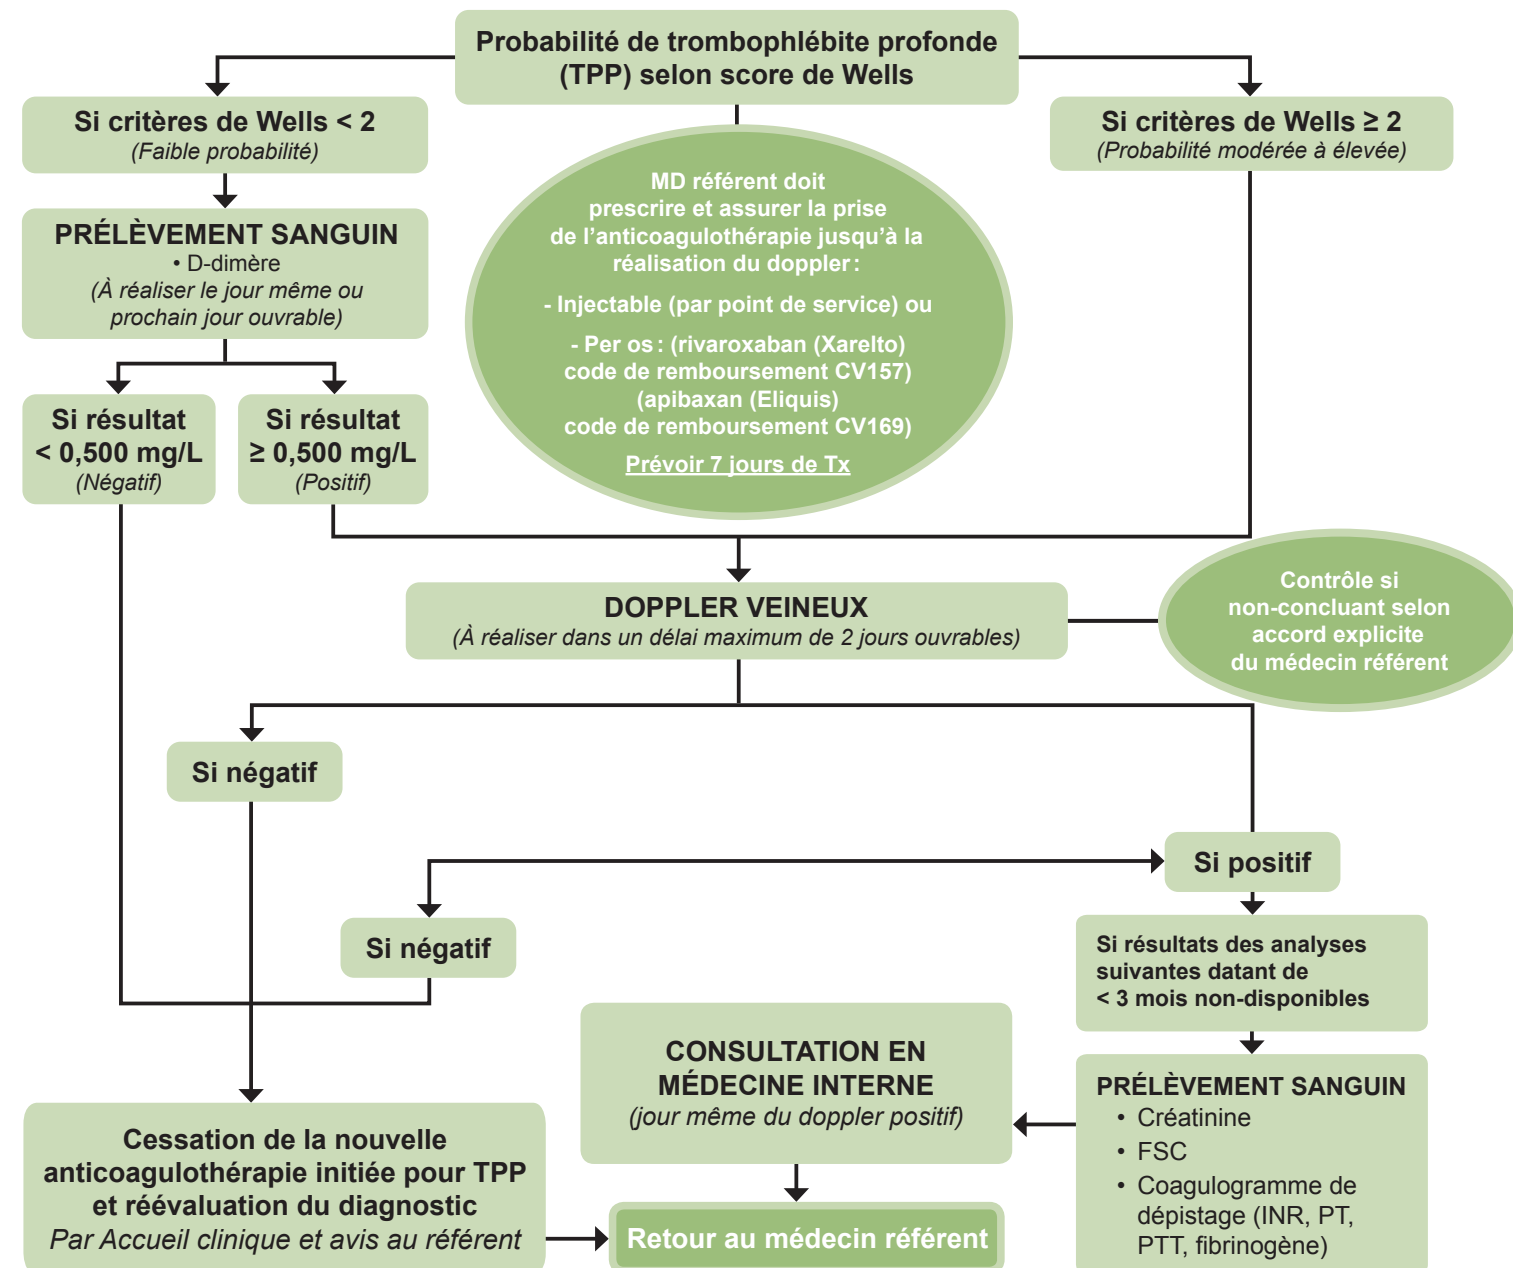 Probabilité de trombophlébite profonde
(TPP) selon score de Wells
Si critères de Wells < 2
(Faible probabilité)
Si critères de Wells ≥ 2
(Probabilité modérée à élevée)
MD référent doit
prescrire et assurer la prise
de l’anticoagulothérapie jusqu’à la
réalisation du doppler :
- Injectable (par point de service) ou
- Per os : (rivaroxaban (Xarelto)
code de remboursement CV157)
(apibaxan (Eliquis)
code de remboursement CV169)
Prévoir 7 jours de Tx
PRÉLÈVEMENT SANGUIN
• D-dimère
(À réaliser le jour même ou
prochain jour ouvrable)
Si résultat
< 0,500 mg/L
(Négatif)
Si résultat
≥ 0,500 mg/L
(Positif)
DOPPLER VEINEUX
(À réaliser dans un délai maximum de 2 jours ouvrables)
Contrôle si
non-concluant selon
accord explicite
du médecin référent
Si négatif
Si positif
Si négatif
Si résultats des analyses
suivantes datant de
< 3 mois non-disponibles
CONSULTATION EN
MÉDECINE INTERNE
(jour même du doppler positif)
PRÉLÈVEMENT SANGUIN
• Créatinine
• FSC
• Coagulogramme de
dépistage (INR, PT,
PTT, fibrinogène)
Cessation de la nouvelle
anticoagulothérapie initiée pour TPP
et réévaluation du diagnostic
Par Accueil clinique et avis au référent
Retour au médecin référent